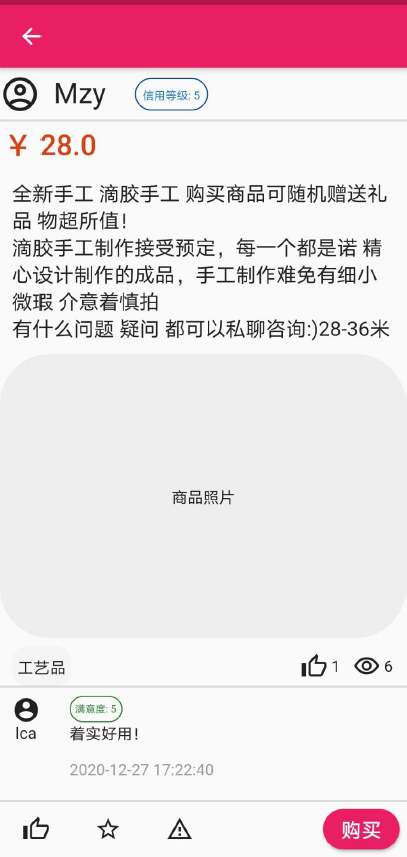 Mzy
信用等级: 5
￥ 28.0
全新手工 滴胶手工 购买商品可随机赠送礼
品 物超所值！
滴胶手工制作接受预定，每一个都是诺 精
心设计制作的成品，手工制作难免有细小
微瑕 介意着慎拍
有什么问题 疑问 都可以私聊咨询:)28-36米
商品照片
工艺品
1
6
满意度: 5
Ica
着实好用！
2020-12-27 17:22:40
购买